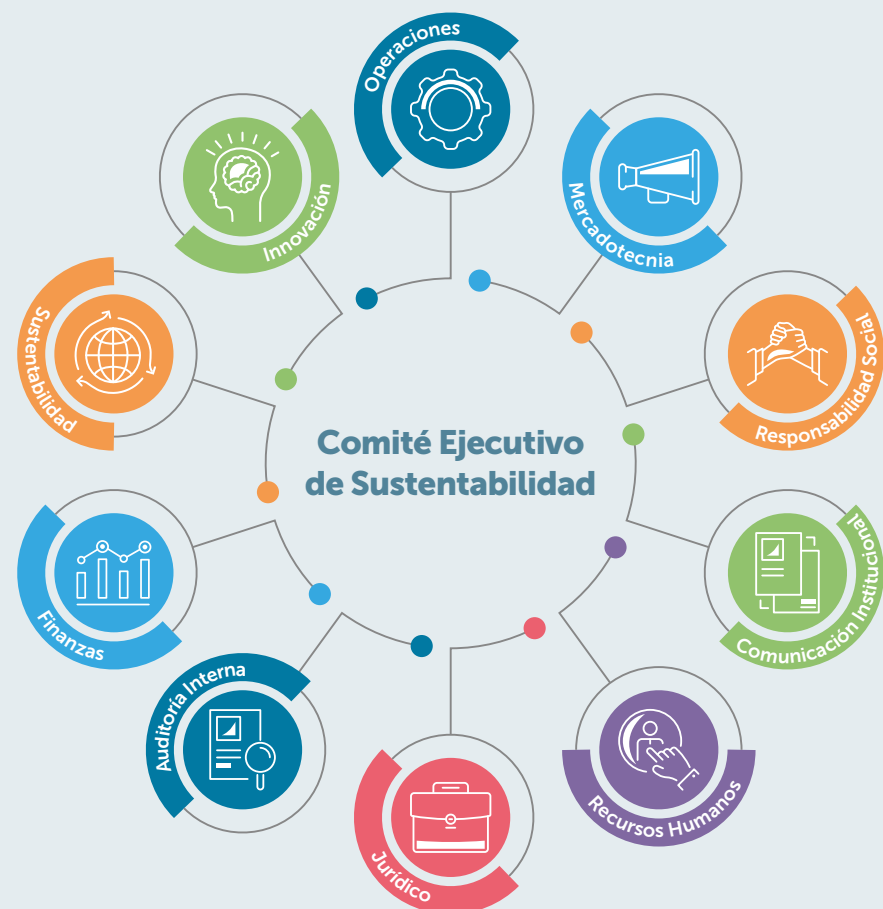 Operaciones
Mercadotecnia
Responsabilidad Social
Comunicación Institucional
Recursos Humanos
Jurídico
Auditoría Interna
Finanzas
Sustentabilidad
Innovación
Comité Ejecutivo
de Sustentabilidad